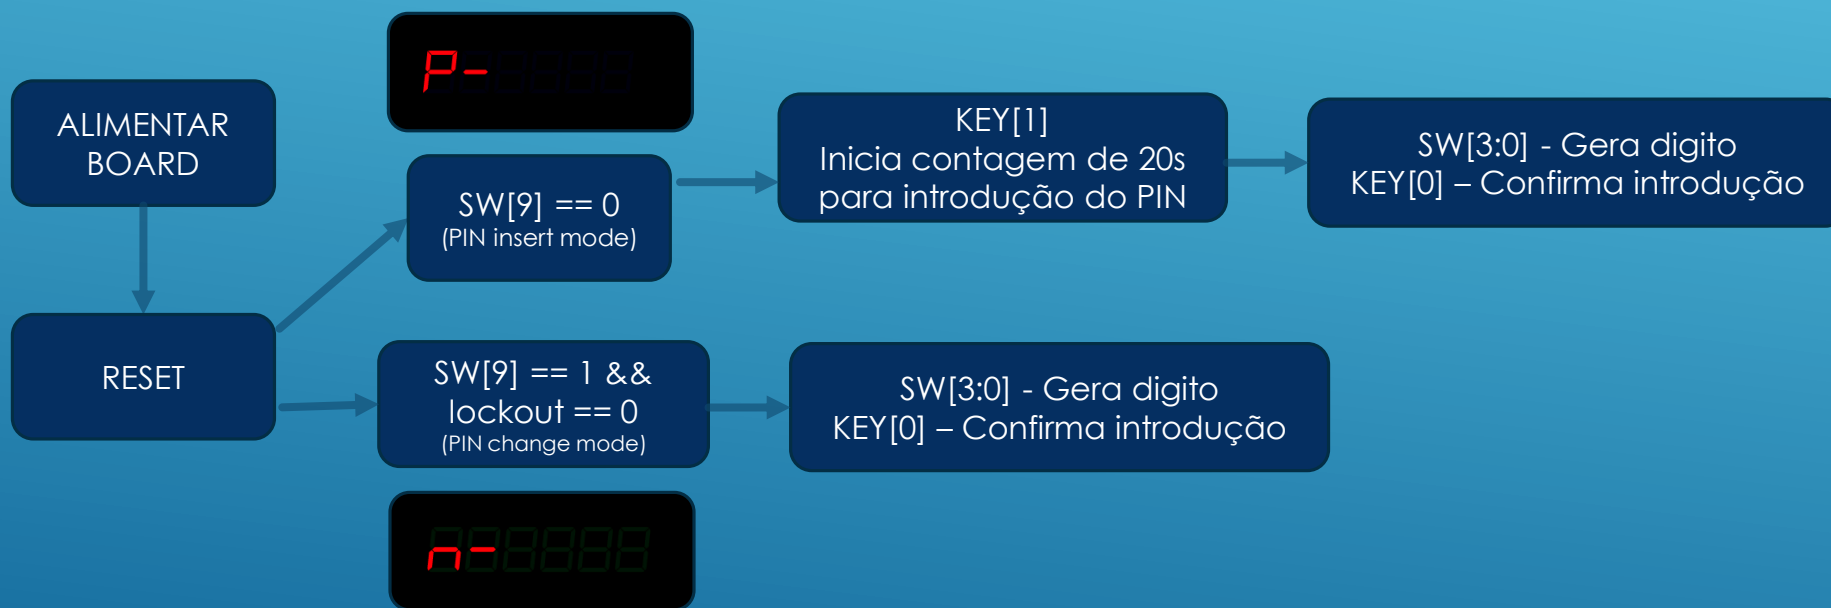 P-
ALIMENTAR
BOARD
KEY[1]
Inicia contagem de 20s
para introdução do PIN
SW[3:0] - Gera digito
KEY[0] – Confirma introdução
SW[9] == 0
(PIN insert mode)
RESET
SW[9] == 1 &&
lockout == 0
(PIN change mode)
SW[3:0] - Gera digito
KEY[0] – Confirma introdução
n-